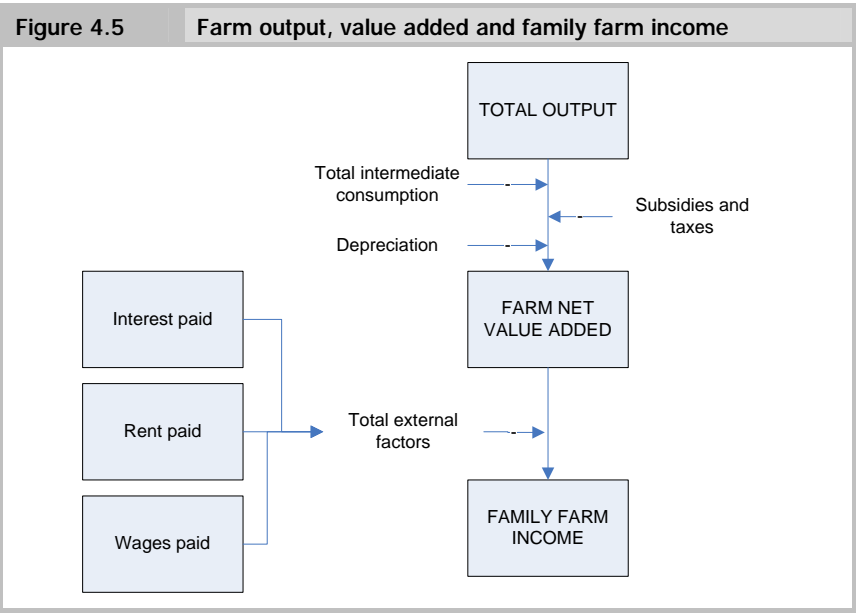 Figure 4.5
Farm output, value added and family farm income
TOTAL OUTPUT
Total intermediate
consumption
-
Subsidies and
taxes
-
Depreciation
-
Interest paid
FARM NET
VALUE ADDED
Rent paid
Total external
factors
-
Wages paid
FAMILY FARM
INCOME